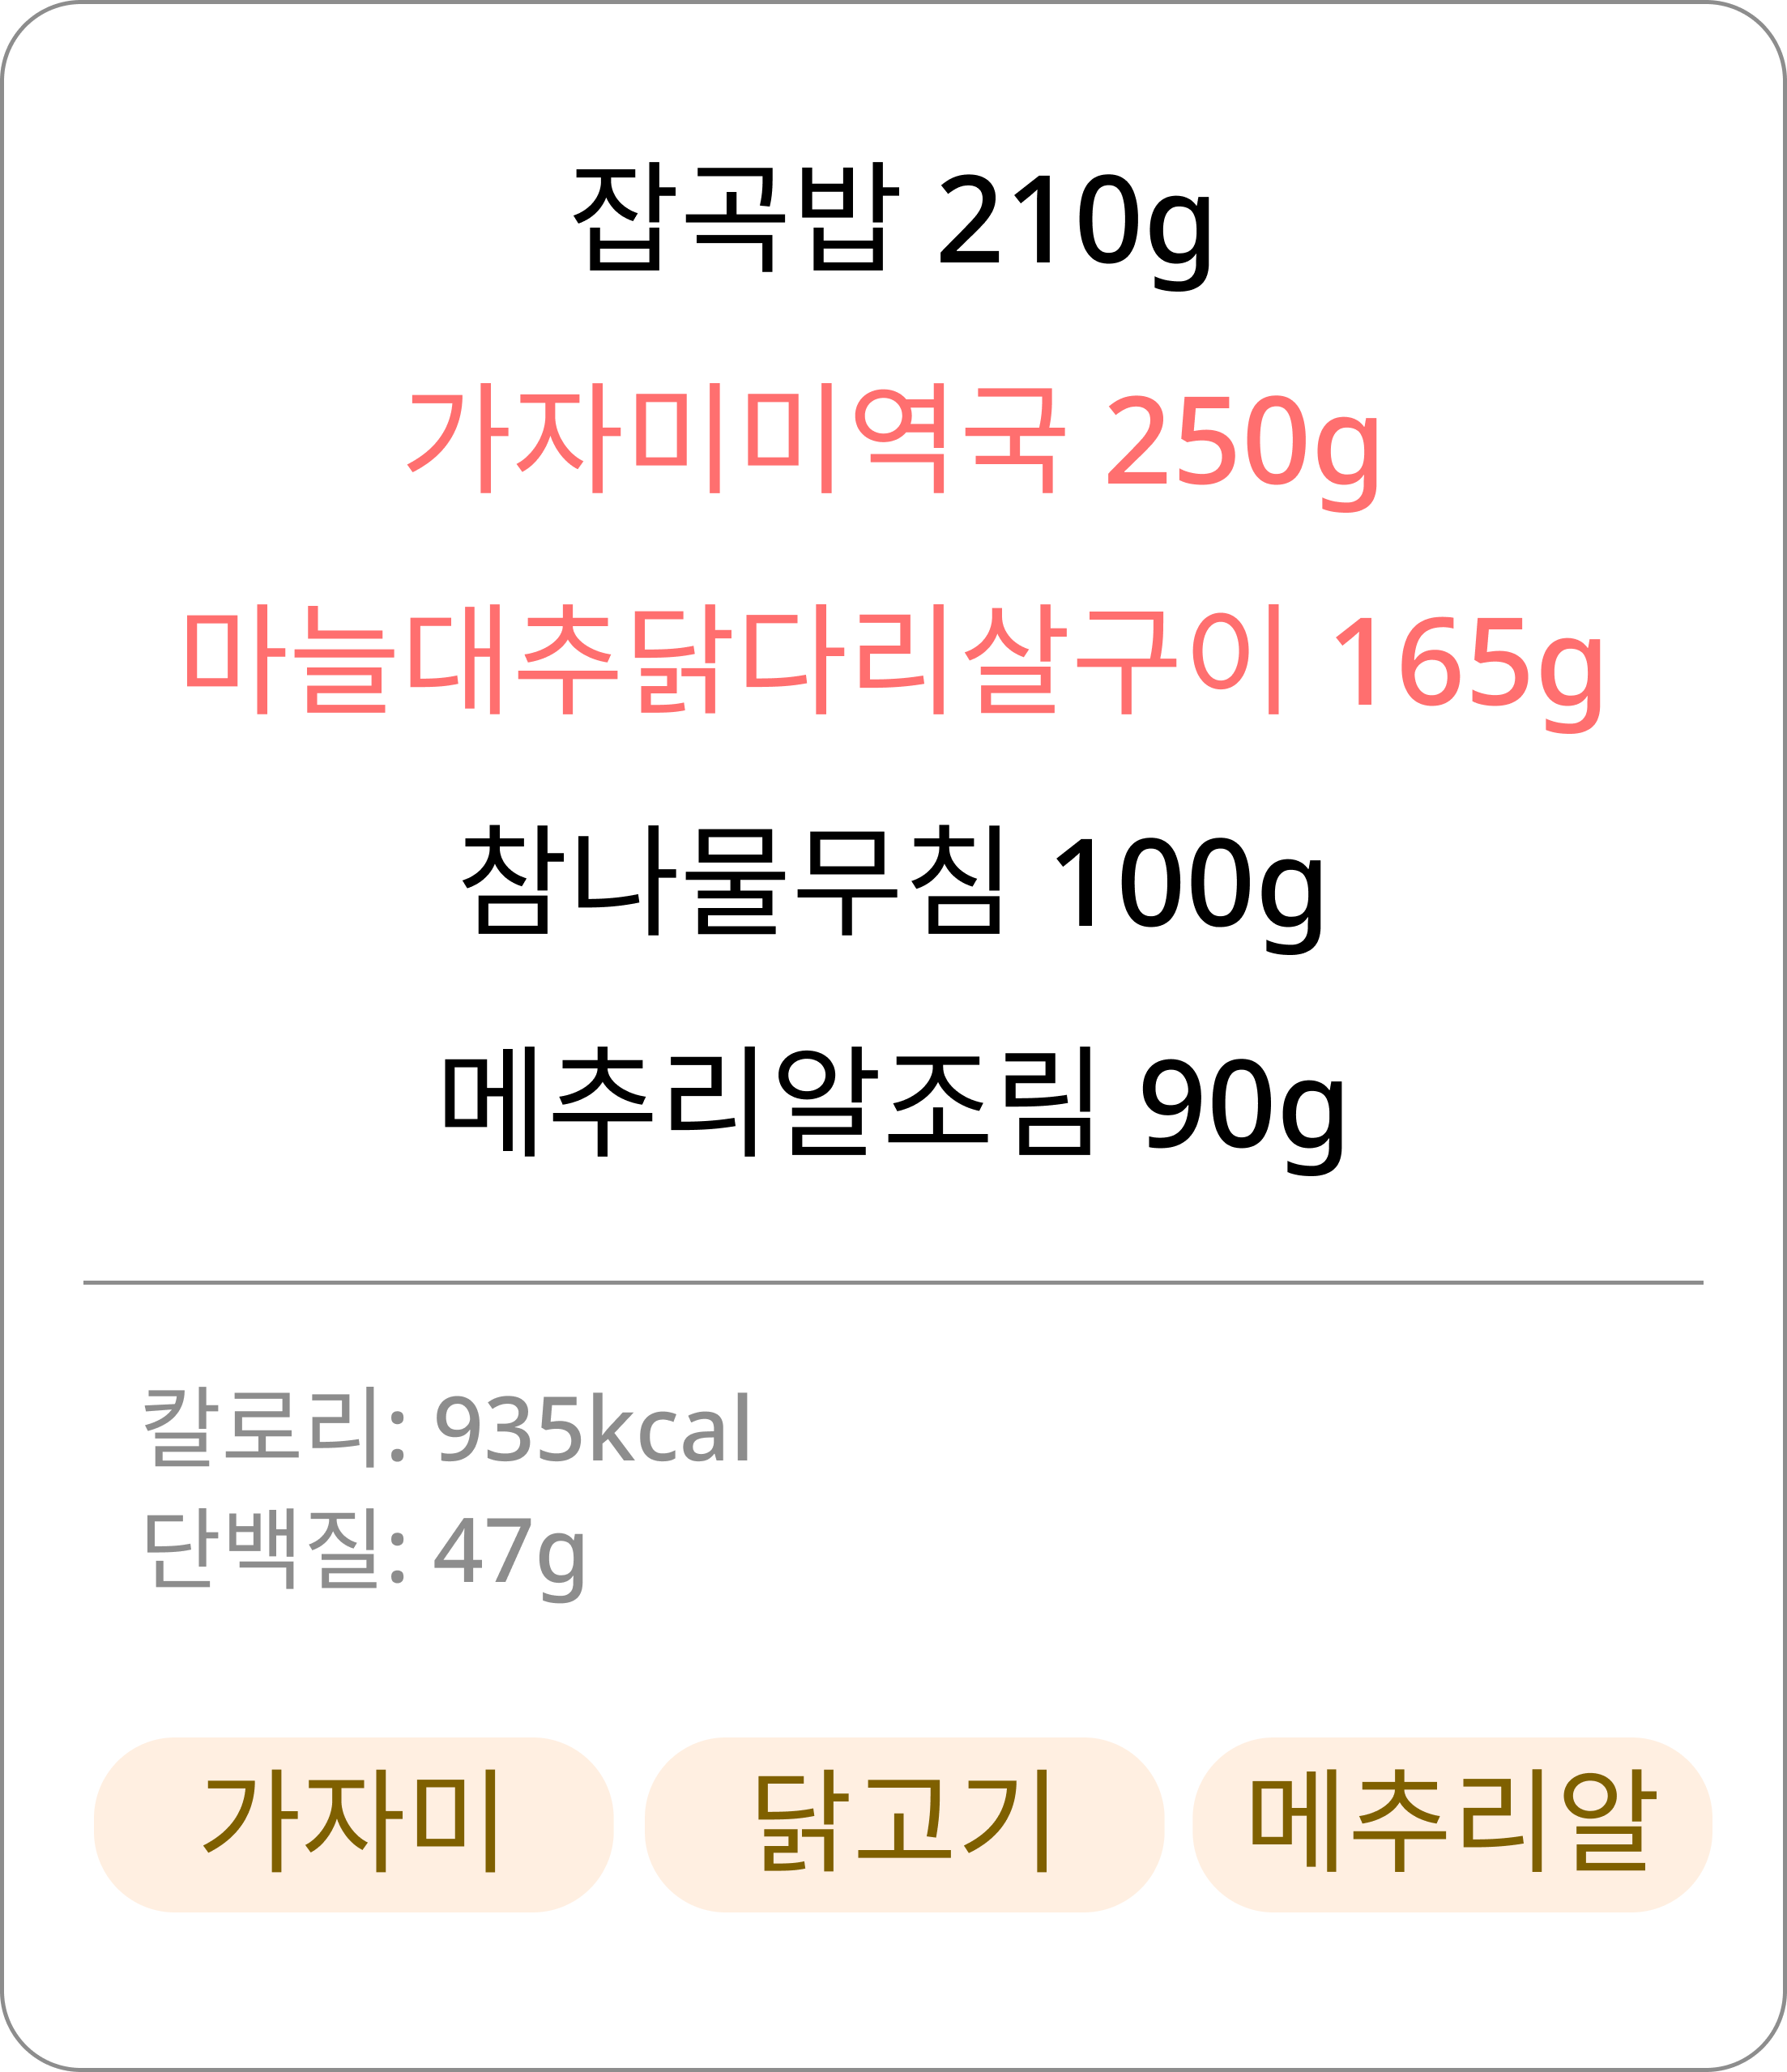 잡곡밥 210g
가자미미역국 250g
마늘대추닭다리살구이 165g
참나물무침 100g
메추리알조림 90g
칼로리: 935kcal
단백질: 47g
가자미 닭고기 메추리알